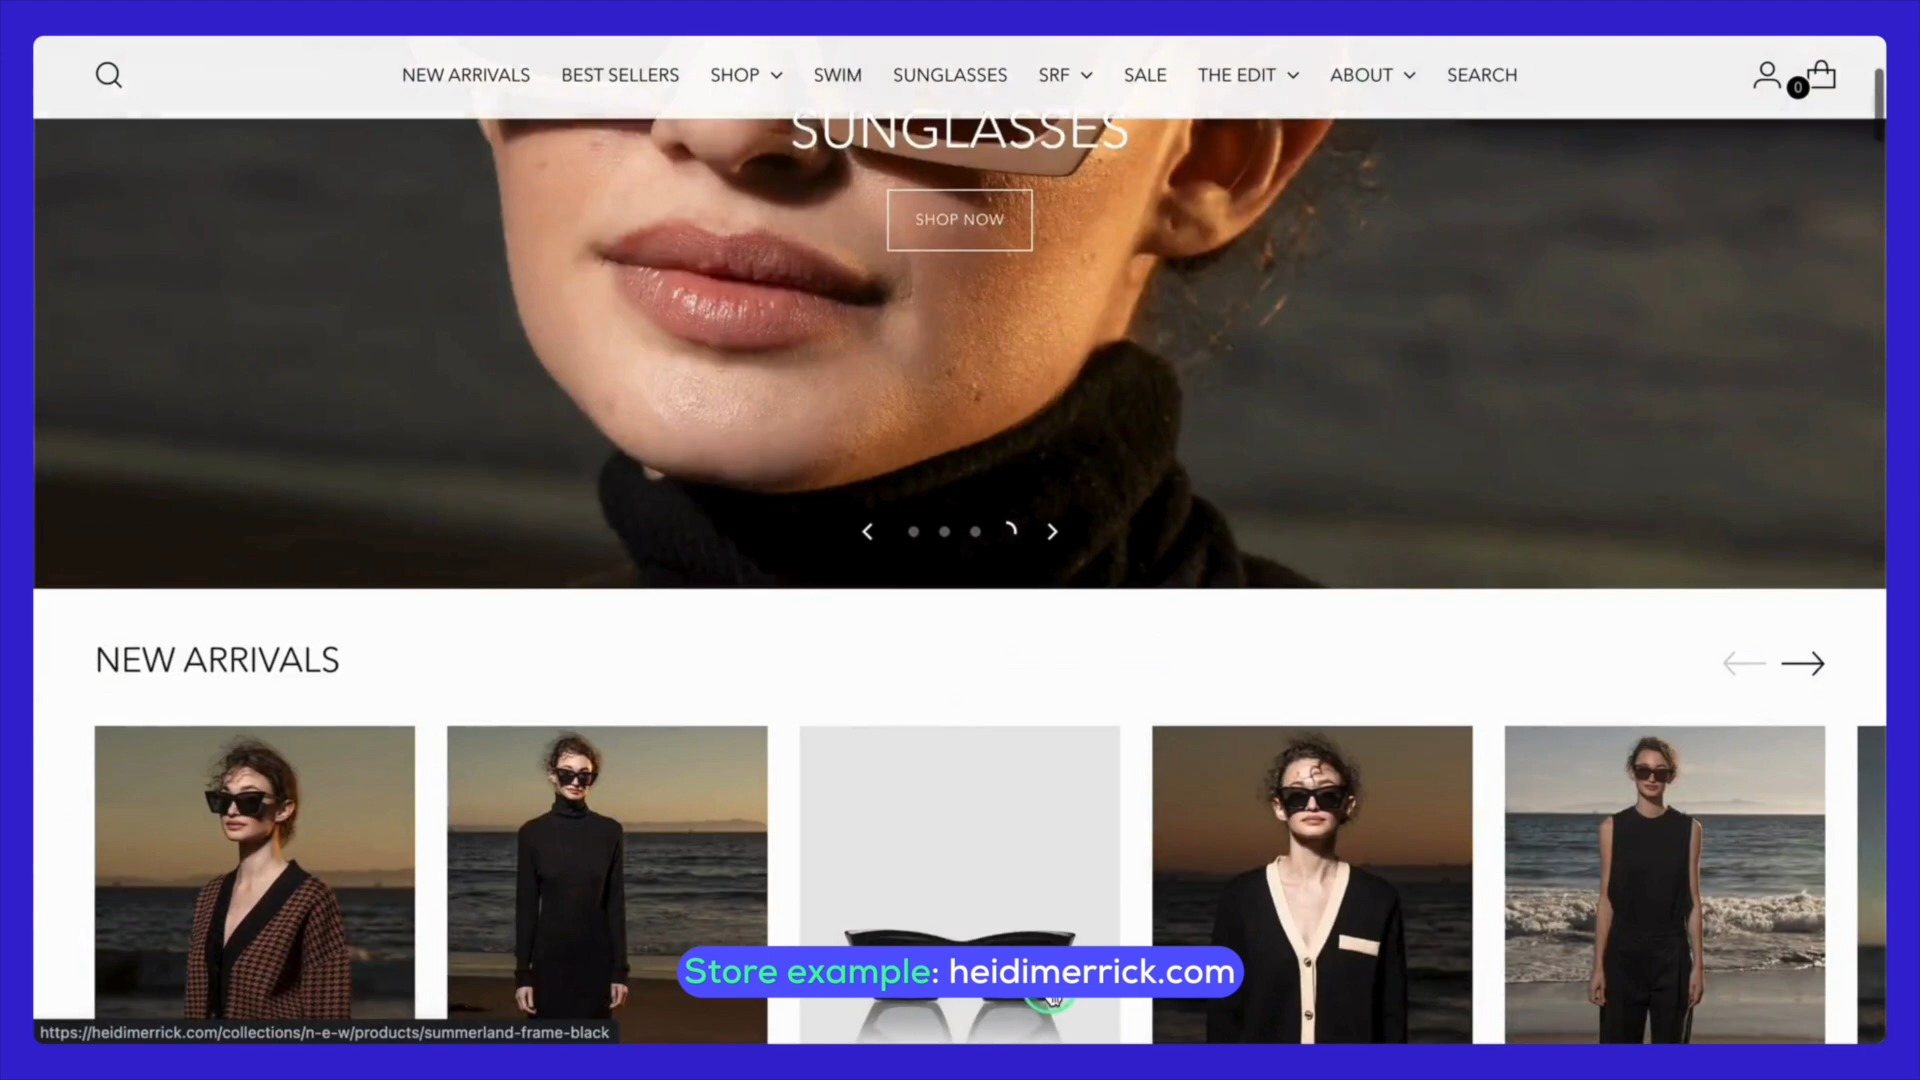 NEW ARRIVALS BEST SELLERS SHOP SWIM SUNGLASSES SRF SALE THE EDIT ABOUT SEARCH
0
SUNGLASSES
SHOP NOW
NEW ARRIVALS
Store example: heidimerrick.com
https://heidimerrick.com/collections/n-e-w/products/summerland-frame-black